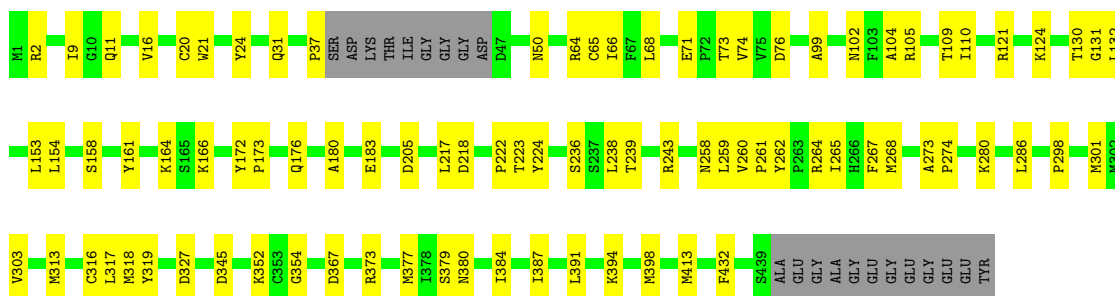 M1 R2 I9 G10 Q11 V16 C20 W21 Y24 Q31 P37 SER ASP LYS THR ILE GLY GLY GLY ASP D47 N50 R64 C65 I66 F67 L68 E71 P72 T73 V74 V75 D76 A99 N102 F103 A104 R105 T109 I110 R121 K124 T130 G131 L132
L153 L154 S158 Y161 K164 S165 K166 Y172 P173 Q176 A180 E183 D205 L217 D218 P222 T223 Y224 S236 S237 L238 T239 R243 N258 L259 V260 P261 Y262 P263 R264 I265 H266 F267 M268 A273 P274 K280 L286 P298 M301 M302
V303 M313 C316 L317 M318 Y319 D327 D345 K352 C353 G354 D367 R373 M377 I378 S379 N380 I384 I387 L391 K394 M398 M413 F432 S439 ALA GLU GLY ALA GLY GLU GLY GLU GLY GLU GLU TYR